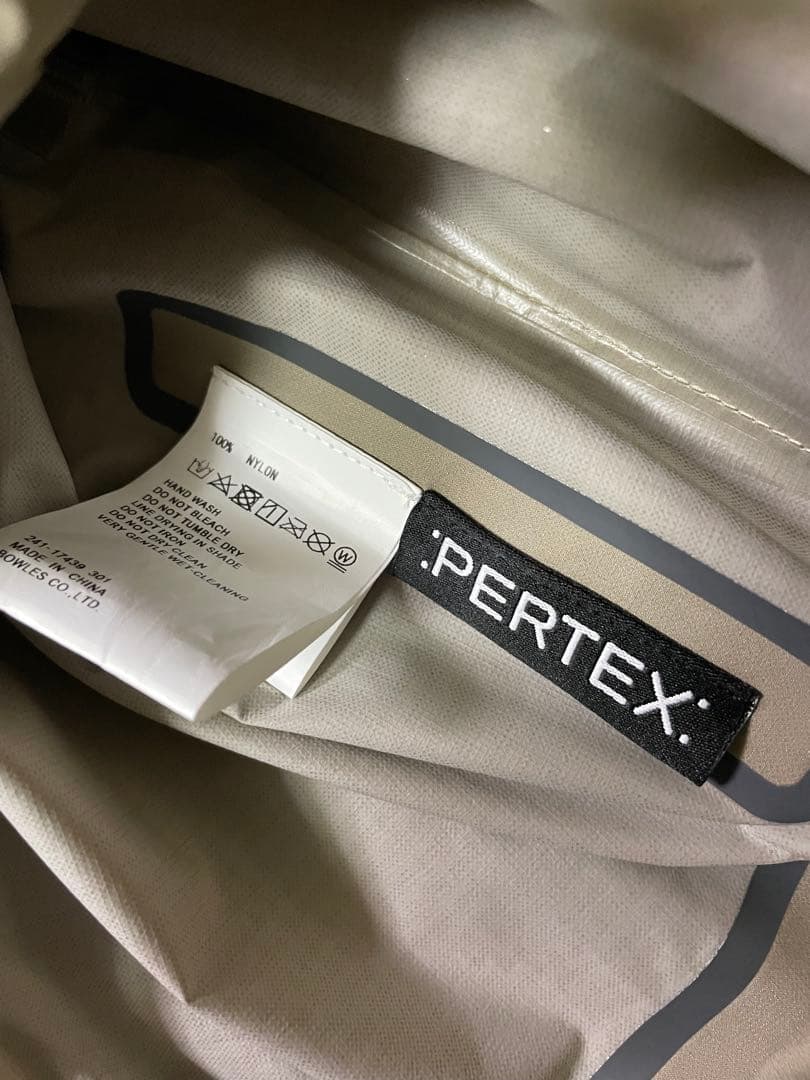 100% NYLON
HAND WASH
DO NOT BLEACH
DO NOT TUMBLE DRY
LINE DRYING IN SHADE
DO NOT IRON
DO NOT DRY CLEAN
VERY GENTLE WET-CLEANING
241-17439 301
MADE IN CHINA
BOWLES CO.,LTD.
:PERTEX: